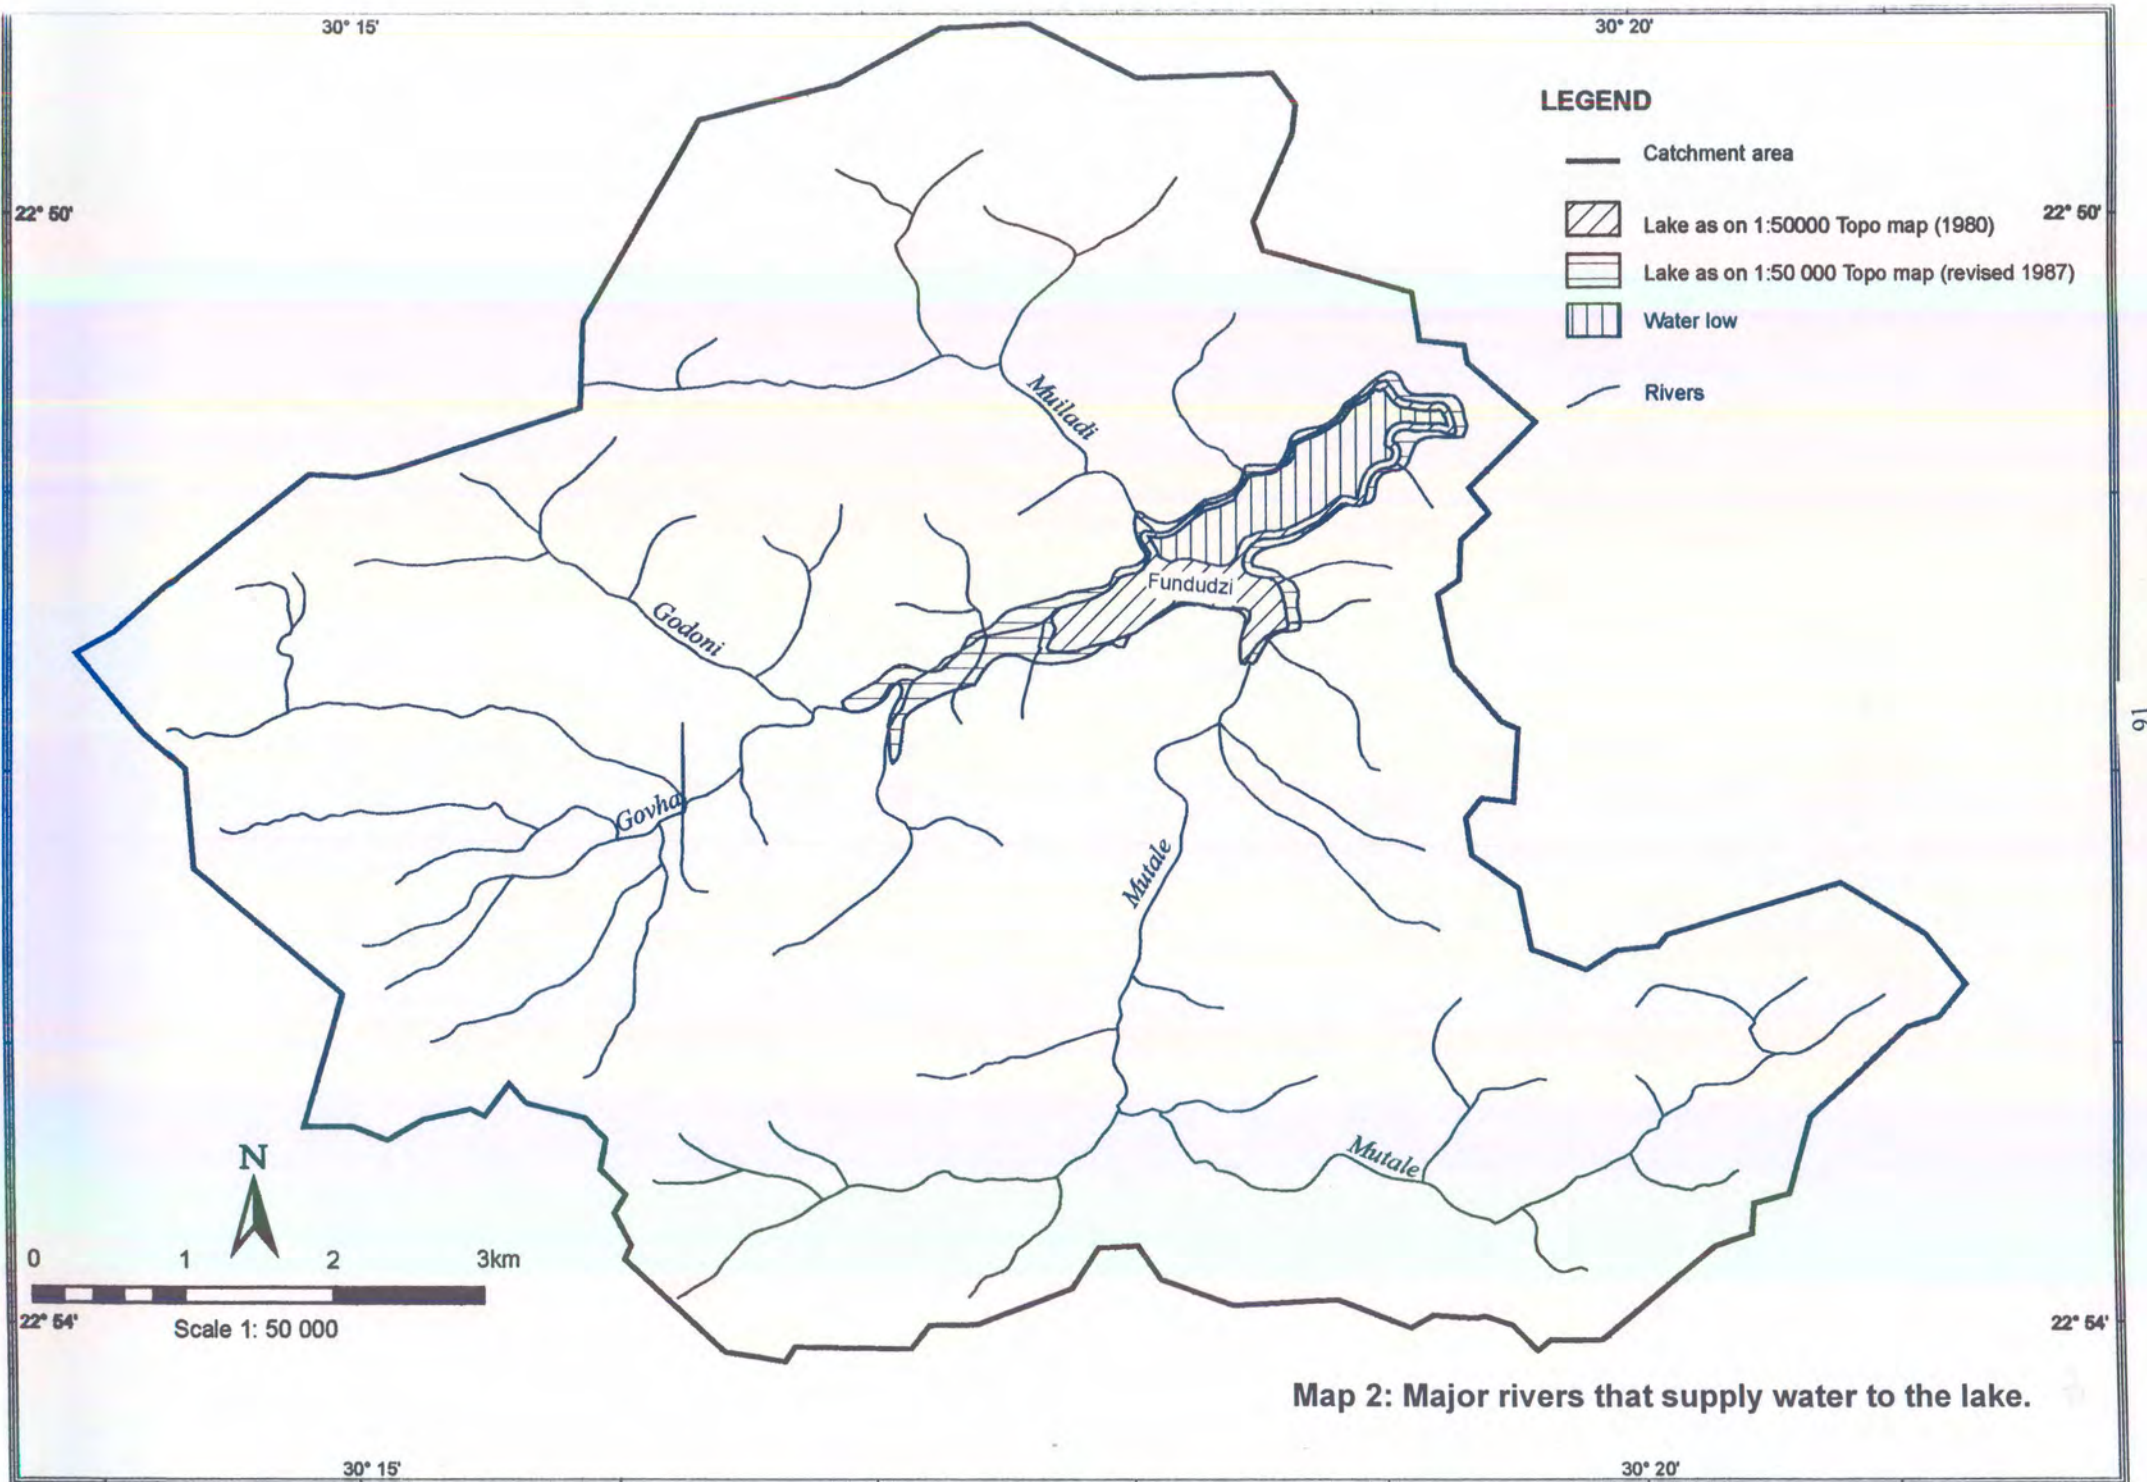 30° 15'
30° 20'
LEGEND
Catchment area
22° 50'
22° 50'
Lake as on 1:50000 Topo map (1980)
Lake as on 1:50 000 Topo map (revised 1987)
Water low
Rivers
Muiladi
Fundudzi
Godoni
16
Govha
Mutale
Mutale
N
0 1 2 3km
22° 54'
Scale 1: 50 000
22° 54'
Map 2: Major rivers that supply water to the lake.
30° 15'
30° 20'